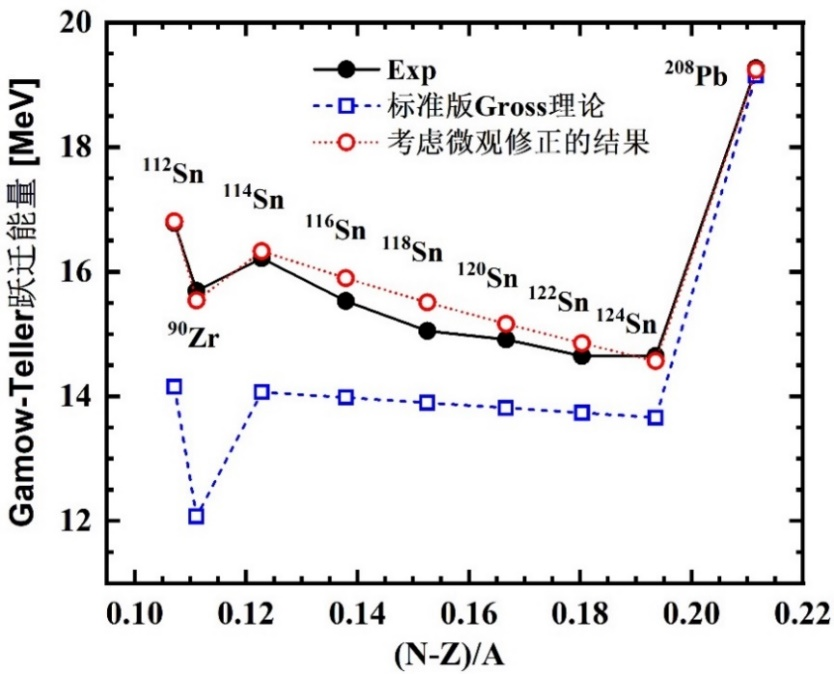 Exp
标准版Gross理论
考虑微观修正的结果
²⁰⁸Pb
¹¹²Sn
¹¹⁴Sn
¹¹⁶Sn
¹¹⁸Sn
¹²⁰Sn
¹²²Sn
¹²⁴Sn
⁹⁰Zr
Gamow-Teller跃迁能量 [MeV]
20
18
16
14
12
0.10 0.12 0.14 0.16 0.18 0.20 0.22
(N-Z)/A